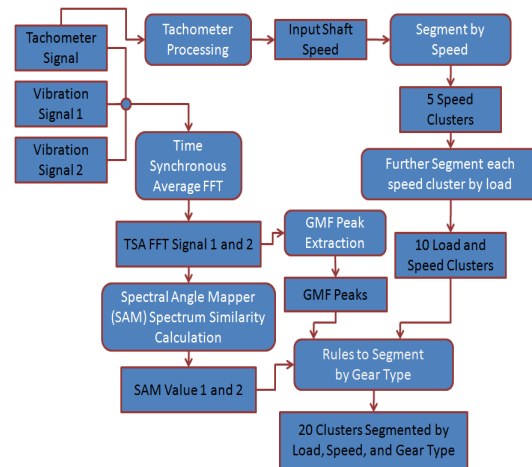 Tachometer
Signal
Tachometer
Processing
Input Shaft
Speed
Segment by
Speed
Vibration
Signal 1
5 Speed
Clusters
Vibration
Signal 2
Time
Synchronous
Average FFT
Further Segment each
speed cluster by load
TSA FFT Signal 1 and 2
GMF Peak
Extraction
10 Load and
Speed Clusters
GMF Peaks
Spectral Angle Mapper
(SAM) Spectrum Similarity
Calculation
Rules to Segment
by Gear Type
SAM Value 1 and 2
20 Clusters Segmented by
Load, Speed, and Gear Type